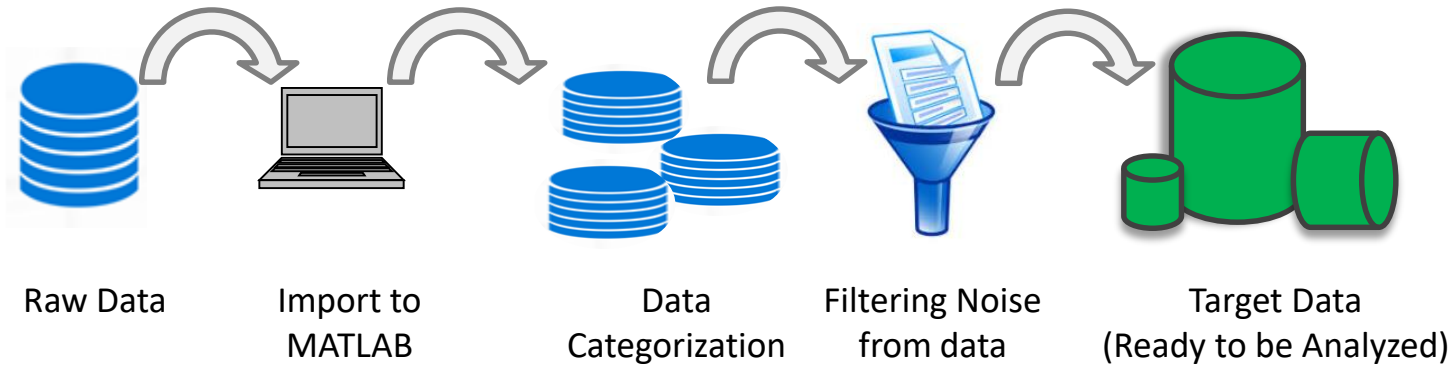 Raw Data
Import to
MATLAB
Data
Categorization
Filtering Noise
from data
Target Data
(Ready to be Analyzed)